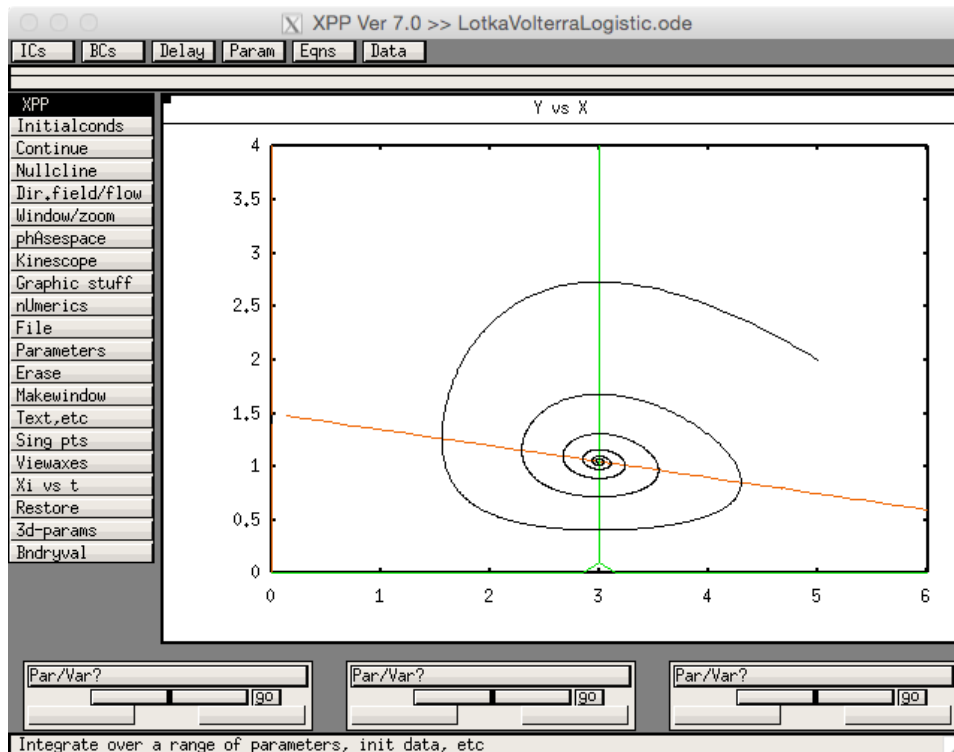 XPP Ver 7.0 >> LotkaVolterraLogistic.ode
ICs BCs Delay Param Eqns Data
XPP
Initialconds
Continue
Nullcline
Dir.field/flow
Window/zoom
phAsespace
Kinescope
Graphic stuff
nUmerics
File
Parameters
Erase
Makewindow
Text,etc
Sing pts
Viewaxes
Xi vs t
Restore
3d-params
Bndryval
Y vs X
4
3.5
3
2.5
2
1.5
1
0.5
0
0 1 2 3 4 5 6
Par/Var? Par/Var? Par/Var?
go go go
Integrate over a range of parameters, init data, etc